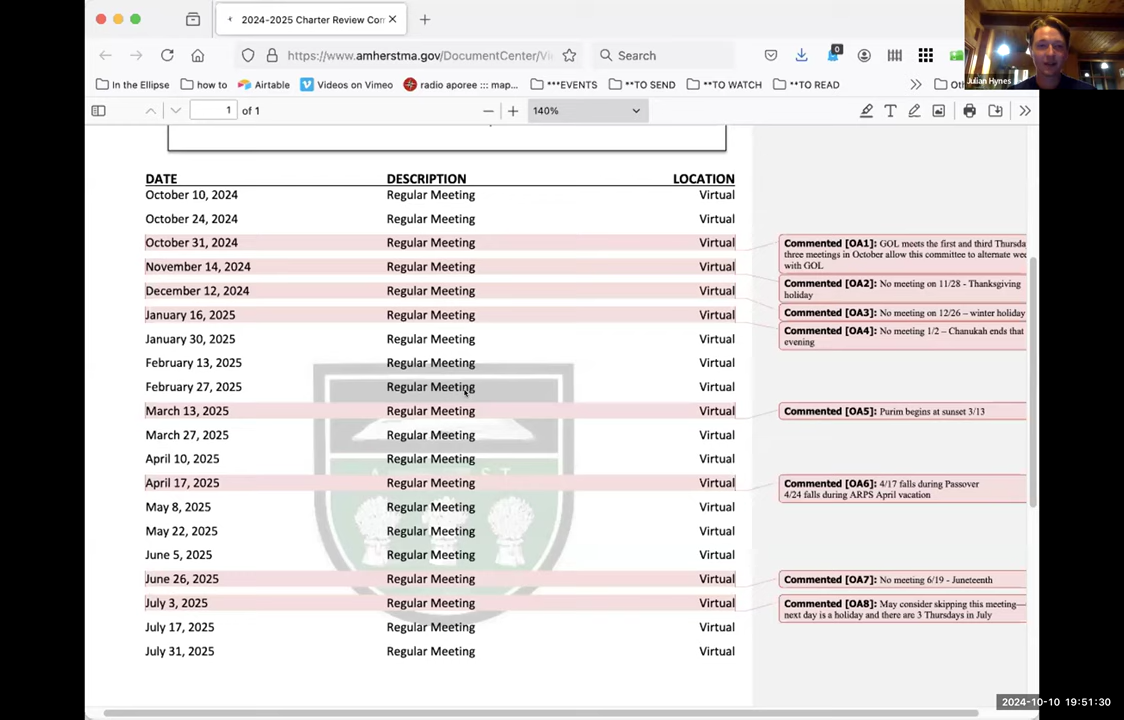 2024-2025 Charter Review Con
https://www.amherstma.gov/DocumentCenter/Vi
Search
0
Julian Hynes
In the Ellipse
how to
Airtable
Videos on Vimeo
radio aporee ::: map...
**EVENTS
**TO SEND
**TO WATCH
**TO READ
1 of 1
140%
DATE DESCRIPTION LOCATION
October 10, 2024 Regular Meeting Virtual
October 24, 2024 Regular Meeting Virtual
October 31, 2024 Regular Meeting Virtual
November 14, 2024 Regular Meeting Virtual
December 12, 2024 Regular Meeting Virtual
January 16, 2025 Regular Meeting Virtual
January 30, 2025 Regular Meeting Virtual
February 13, 2025 Regular Meeting Virtual
February 27, 2025 Regular Meeting Virtual
March 13, 2025 Regular Meeting Virtual
March 27, 2025 Regular Meeting Virtual
April 10, 2025 Regular Meeting Virtual
April 17, 2025 Regular Meeting Virtual
May 8, 2025 Regular Meeting Virtual
May 22, 2025 Regular Meeting Virtual
June 5, 2025 Regular Meeting Virtual
June 26, 2025 Regular Meeting Virtual
July 3, 2025 Regular Meeting Virtual
July 17, 2025 Regular Meeting Virtual
July 31, 2025 Regular Meeting Virtual
Commented [OA1]: GOL meets the first and third Thursda
three meetings in October allow this committee to alternate wee
with GOL
Commented [OA2]: No meeting on 11/28 - Thanksgiving
holiday
Commented [OA3]: No meeting on 12/26 – winter holiday
Commented [OA4]: No meeting 1/2 – Chanukah ends that
evening
Commented [OA5]: Purim begins at sunset 3/13
Commented [OA6]: 4/17 falls during Passover
4/24 falls during ARPS April vacation
Commented [OA7]: No meeting 6/19 - Juneteenth
Commented [OA8]: May consider skipping this meeting—
next day is a holiday and there are 3 Thursdays in July
2024-10-10 19:51:30